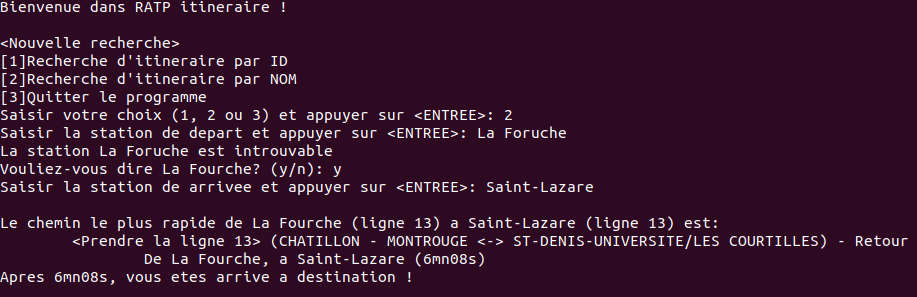 Bienvenue dans RATP itineraire !
<Nouvelle recherche>
[1]Recherche d'itineraire par ID
[2]Recherche d'itineraire par NOM
[3]Quitter le programme
Saisir votre choix (1, 2 ou 3) et appuyer sur <ENTREE>: 2
Saisir la station de depart et appuyer sur <ENTREE>: La Foruche
La station La Foruche est introuvable
Vouliez-vous dire La Fourche? (y/n): y
Saisir la station de arrivee et appuyer sur <ENTREE>: Saint-Lazare
Le chemin le plus rapide de La Fourche (ligne 13) a Saint-Lazare (ligne 13) est:
<Prendre la ligne 13> (CHATILLON - MONTROUGE <-> ST-DENIS-UNIVERSITE/LES COURTILLES) - Retour
De La Fourche, a Saint-Lazare (6mn08s)
Apres 6mn08s, vous etes arrive a destination !